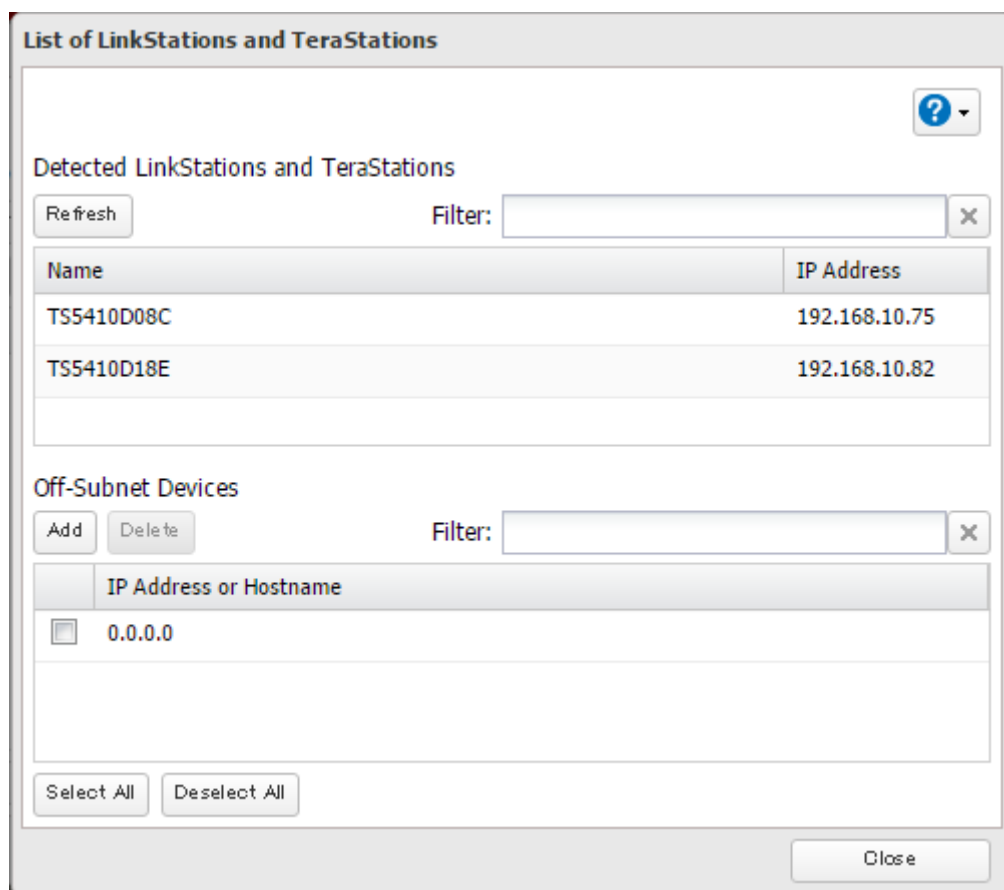 List of LinkStations and TeraStations
?
Detected LinkStations and TeraStations
Refresh Filter:
Name IP Address
TS5410D08C 192.168.10.75
TS5410D18E 192.168.10.82
Off-Subnet Devices
Add Delete Filter:
IP Address or Hostname
0.0.0.0
Select All Deselect All
Close